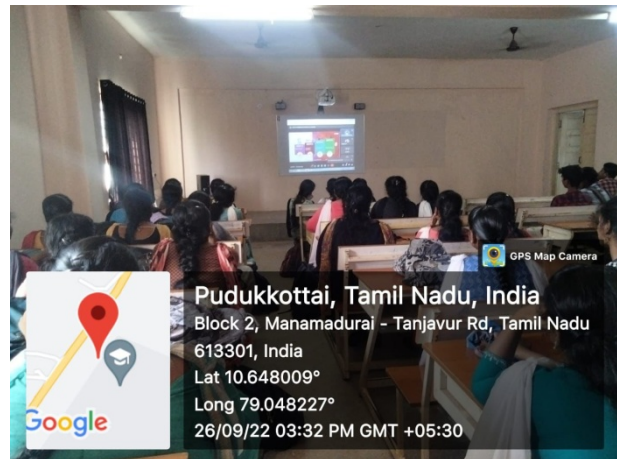 GPS Map Camera
Pudukkottai, Tamil Nadu, India
Block 2, Manamadurai - Tanjavur Rd, Tamil Nadu
613301, India
Lat 10.648009°
Long 79.048227°
26/09/22 03:32 PM GMT +05:30
Google